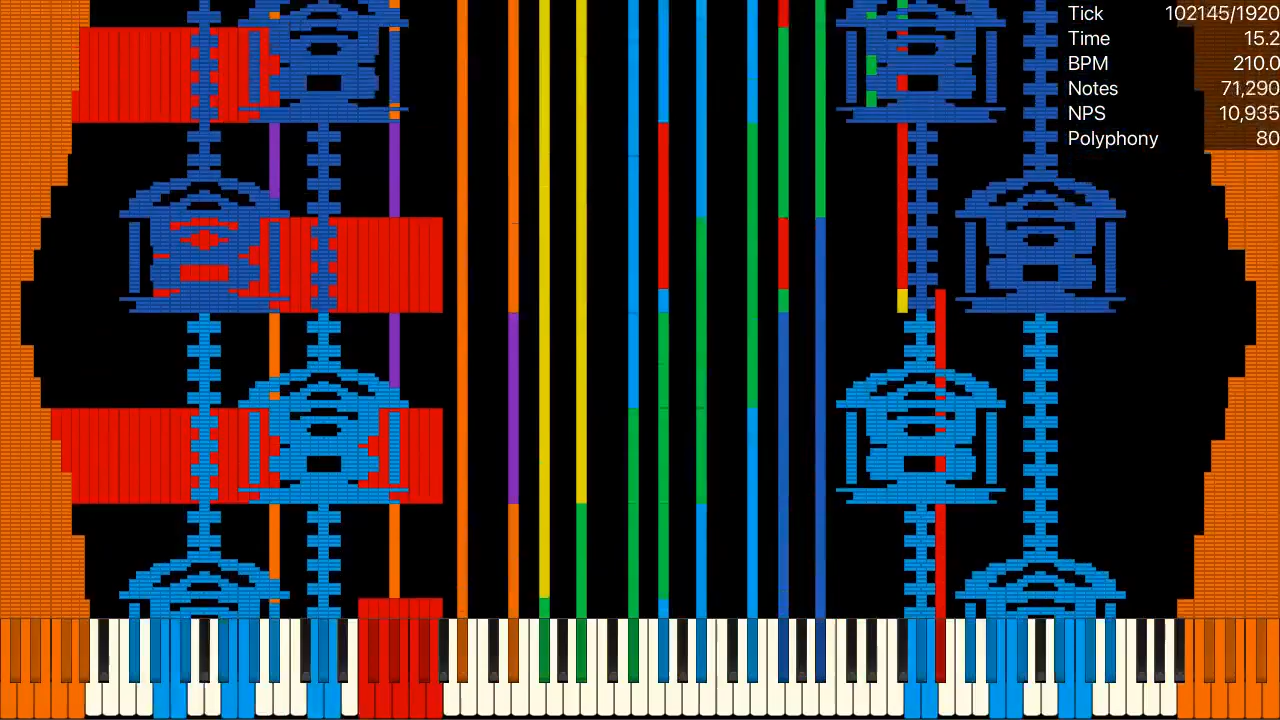 Tick 102145/1920
Time 15.2
BPM 210.0
Notes 71,290
NPS 10,935
Polyphony 80